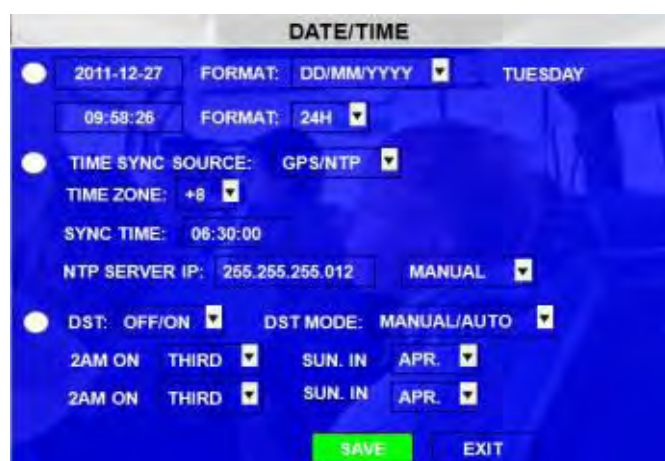 DATE/TIME
2011-12-27 FORMAT: DD/MM/YYYY TUESDAY
09:58:26 FORMAT: 24H
TIME SYNC SOURCE: GPS/NTP
TIME ZONE: +8
SYNC TIME: 06:30:00
NTP SERVER IP: 255.255.255.012 MANUAL
DST: OFF/ON DST MODE: MANUAL/AUTO
2AM ON THIRD SUN. IN APR.
2AM ON THIRD SUN. IN APR.
SAVE EXIT